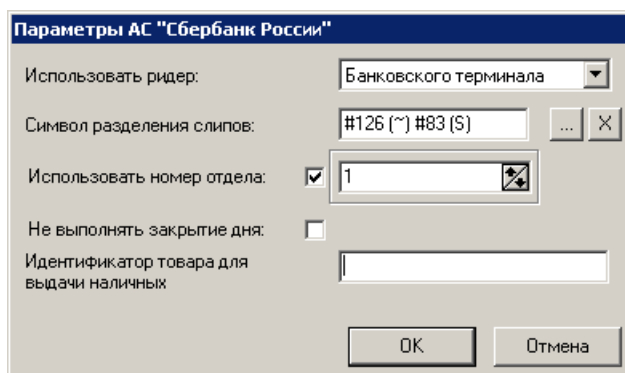 Параметры АС "Сбербанк России"
Использовать ридер: Банковского терминала
Символ разделения слипов: #126 (~) #83 (S) ... X
Использовать номер отдела: 1
Не выполнять закрытие дня:
Идентификатор товара для
выдачи наличных
OK Отмена